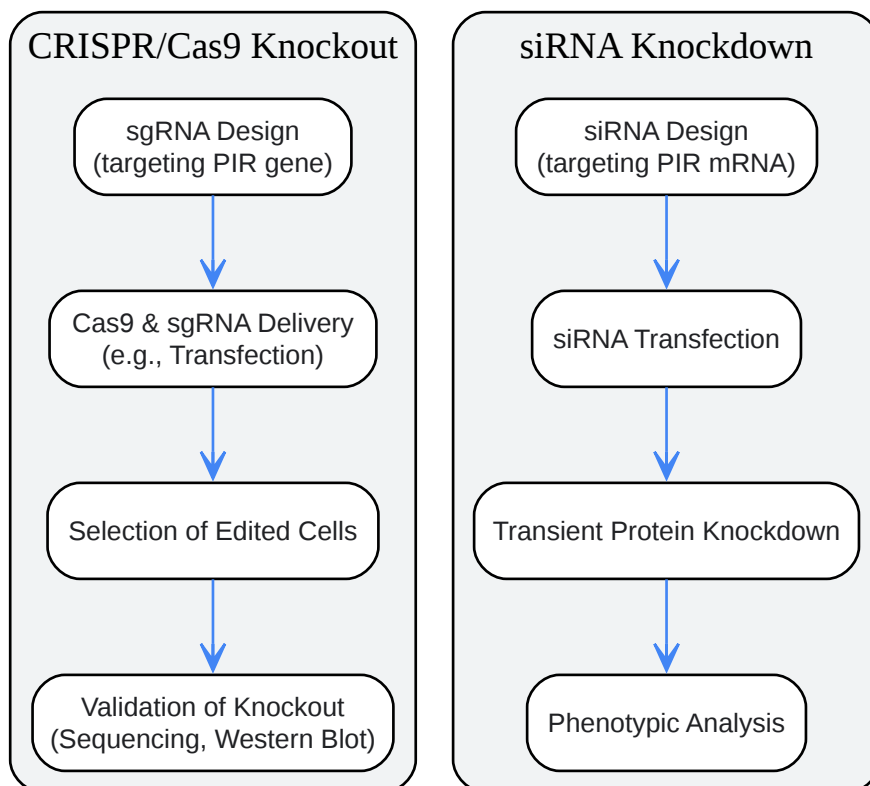 CRISPR/Cas9 Knockout
sgRNA Design
(targeting PIR gene)
Cas9 & sgRNA Delivery
(e.g., Transfection)
Selection of Edited Cells
Validation of Knockout
(Sequencing, Western Blot)
siRNA Knockdown
siRNA Design
(targeting PIR mRNA)
siRNA Transfection
Transient Protein Knockdown
Phenotypic Analysis